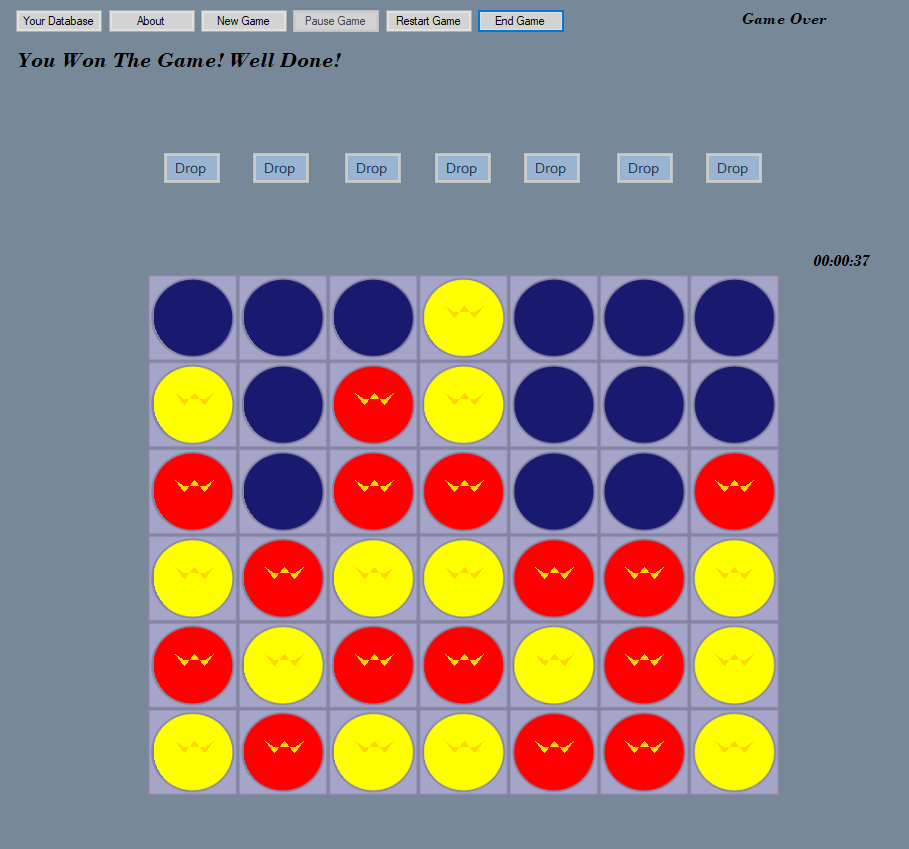 Your Database About New Game Pause Game Restart Game End Game Game Over
You Won The Game! Well Done!
Drop Drop Drop Drop Drop Drop Drop
00:00:37